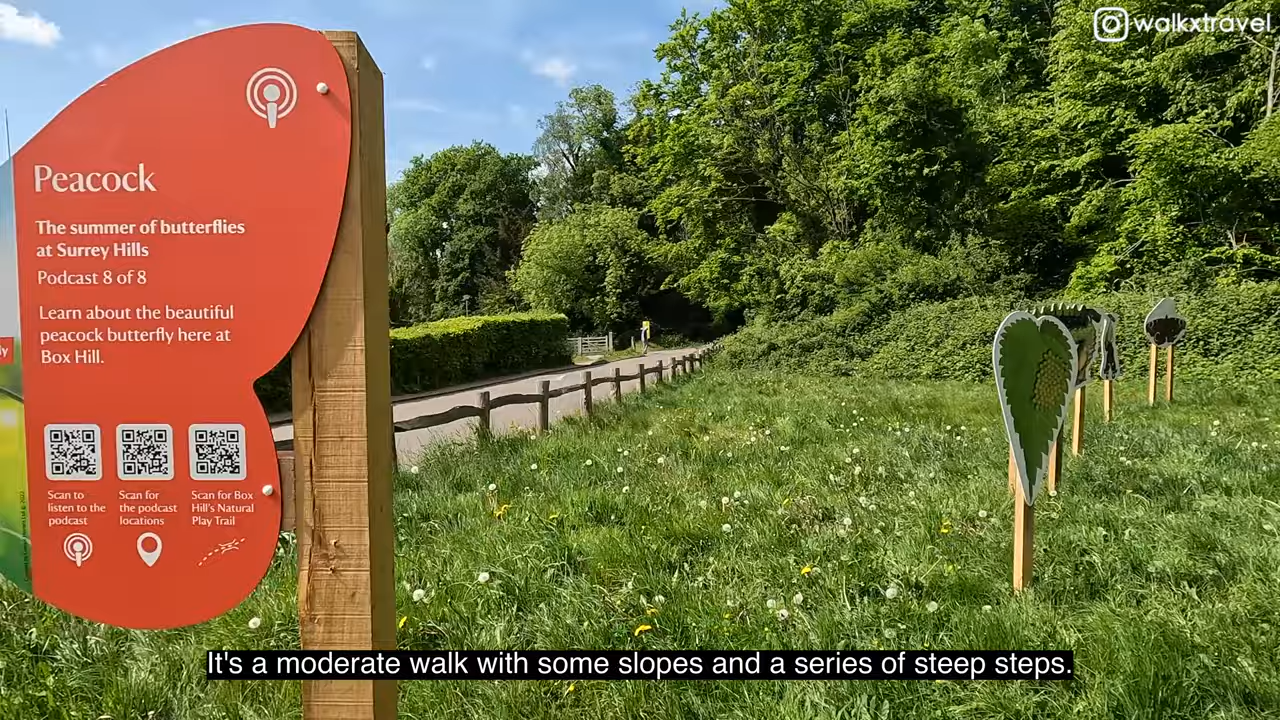 walkxtravel
Peacock
The summer of butterflies
at Surrey Hills
Podcast 8 of 8
Learn about the beautiful
peacock butterfly here at
Box Hill.
Scan to
listen to the
podcast
Scan for
the podcast
locations
Scan for Box
Hill's Natural
Play Trail
It's a moderate walk with some slopes and a series of steep steps.